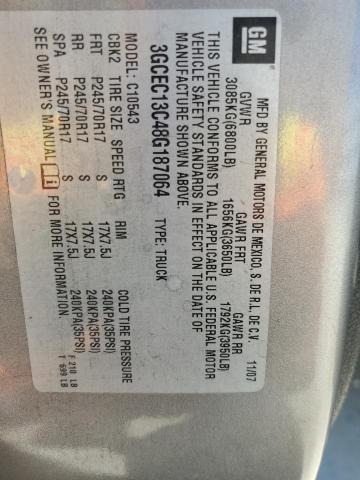 GM
MFD BY GENERAL MOTORS DE MEXICO, S. DE R.L, DE C.V. 11/07
GVWR GAWR FRT GAWR RR
3085KG(6800LB) 1656KG(3650LB) 1792KG(3950LB)
THIS VEHICLE CONFORMS TO ALL APPLICABLE U.S. FEDERAL MOTOR
VEHICLE SAFETY STANDARDS IN EFFECT ON THE DATE OF
MANUFACTURE SHOWN ABOVE.
3GCEC13C48G187064 TYPE: TRUCK
MODEL: C10543
CBK2 TIRE SIZE SPEED RTG RIM COLD TIRE PRESSURE
FRT P245/70R17 S 17X7.5J 240KPA(35PSI)
RR P245/70R17 S 17X7.5J 240KPA(35PSI)
SPA P245/70R17 S 17X7.5J 240KPA(35PSI)
SEE OWNER'S MANUAL FOR MORE INFORMATION.
F 210 LB
T 699 LB